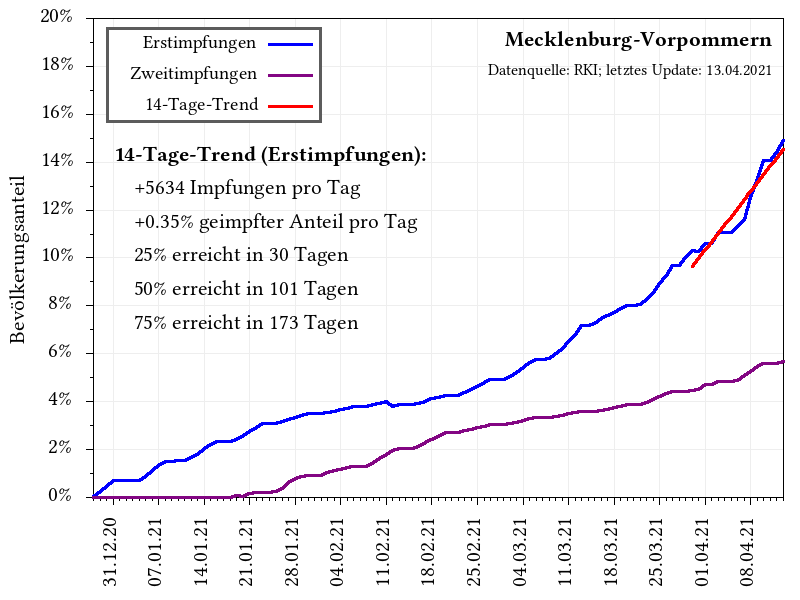 Mecklenburg-Vorpommern
Datenquelle: RKI; letztes Update: 13.04.2021
Erstimpfungen
Zweitimpfungen
14-Tage-Trend
14-Tage-Trend (Erstimpfungen):
+5634 Impfungen pro Tag
+0.35% geimpfter Anteil pro Tag
25% erreicht in 30 Tagen
50% erreicht in 101 Tagen
75% erreicht in 173 Tagen
Bevölkerungsanteil
20%
18%
16%
14%
12%
10%
8%
6%
4%
2%
0%
31.12.20
07.01.21
14.01.21
21.01.21
28.01.21
04.02.21
11.02.21
18.02.21
25.02.21
04.03.21
11.03.21
18.03.21
25.03.21
01.04.21
08.04.21